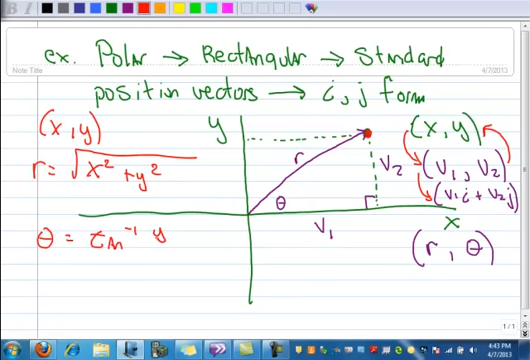 B I
ex. Polar → Rectangular → Standard
Note Title
4/7/2013
position vectors → i, j form
(x, y)
r = √x² + y²
θ = tan⁻¹ y
y
r
θ
v₁
v₂
x
(x, y)
(v₁, v₂)
(v₁i + v₂j)
(r, θ)
1/1
4:43 PM
4/7/2013